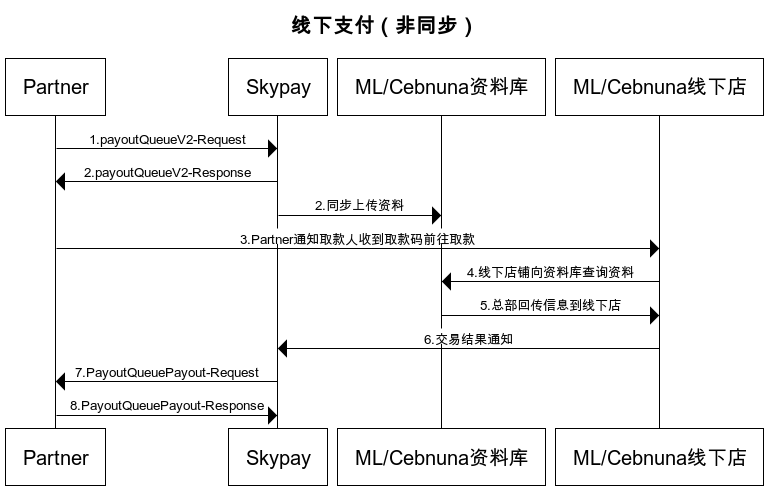 线下支付 ( 非同步 )
Partner
Skypay
ML/Cebnuna资料库
ML/Cebnuna线下店
1.payoutQueueV2-Request
2.payoutQueueV2-Response
2.同步上传资料
3.Partner通知取款人收到取款码前往取款
4.线下店铺向资料库查询资料
5.总部回传信息到线下店
6.交易结果通知
7.PayoutQueuePayout-Request
8.PayoutQueuePayout-Response
Partner
Skypay
ML/Cebnuna资料库
ML/Cebnuna线下店